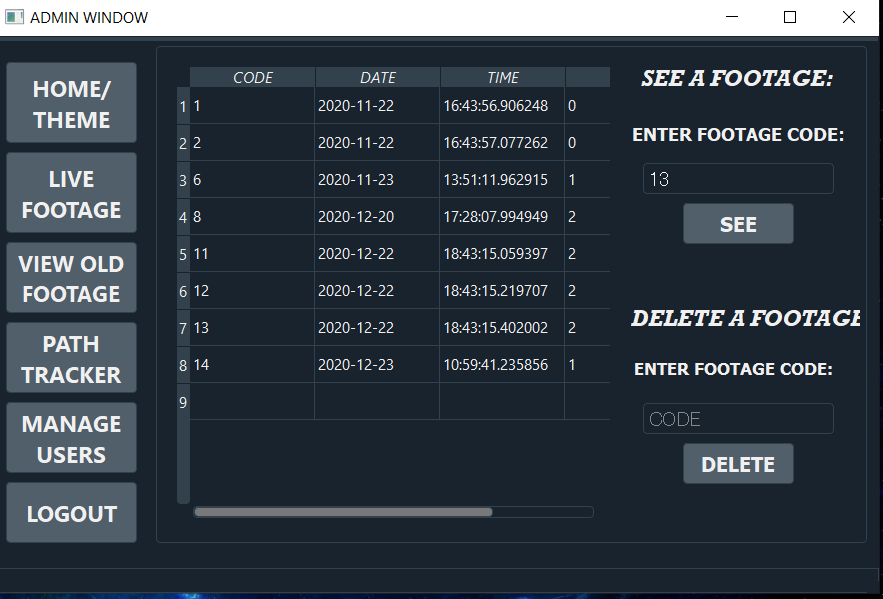 ADMIN WINDOW
HOME/
THEME
LIVE
FOOTAGE
VIEW OLD
FOOTAGE
PATH
TRACKER
MANAGE
USERS
LOGOUT
CODE DATE TIME
1 1 2020-11-22 16:43:56.906248 0
2 2 2020-11-22 16:43:57.077262 0
3 6 2020-11-23 13:51:11.962915 1
4 8 2020-12-20 17:28:07.994949 2
5 11 2020-12-22 18:43:15.059397 2
6 12 2020-12-22 18:43:15.219707 2
7 13 2020-12-22 18:43:15.402002 2
8 14 2020-12-23 10:59:41.235856 1
9
SEE A FOOTAGE:
ENTER FOOTAGE CODE:
13
SEE
DELETE A FOOTAGE
ENTER FOOTAGE CODE:
CODE
DELETE